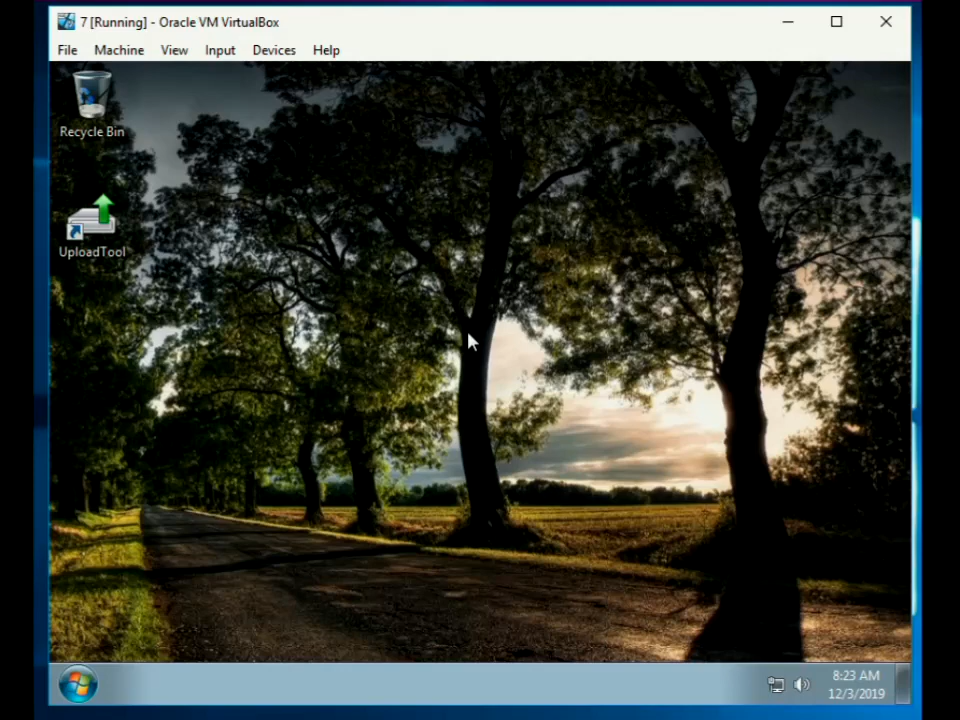 7 [Running] - Oracle VM VirtualBox
File Machine View Input Devices Help
Recycle Bin
UploadTool
8:23 AM
12/3/2019